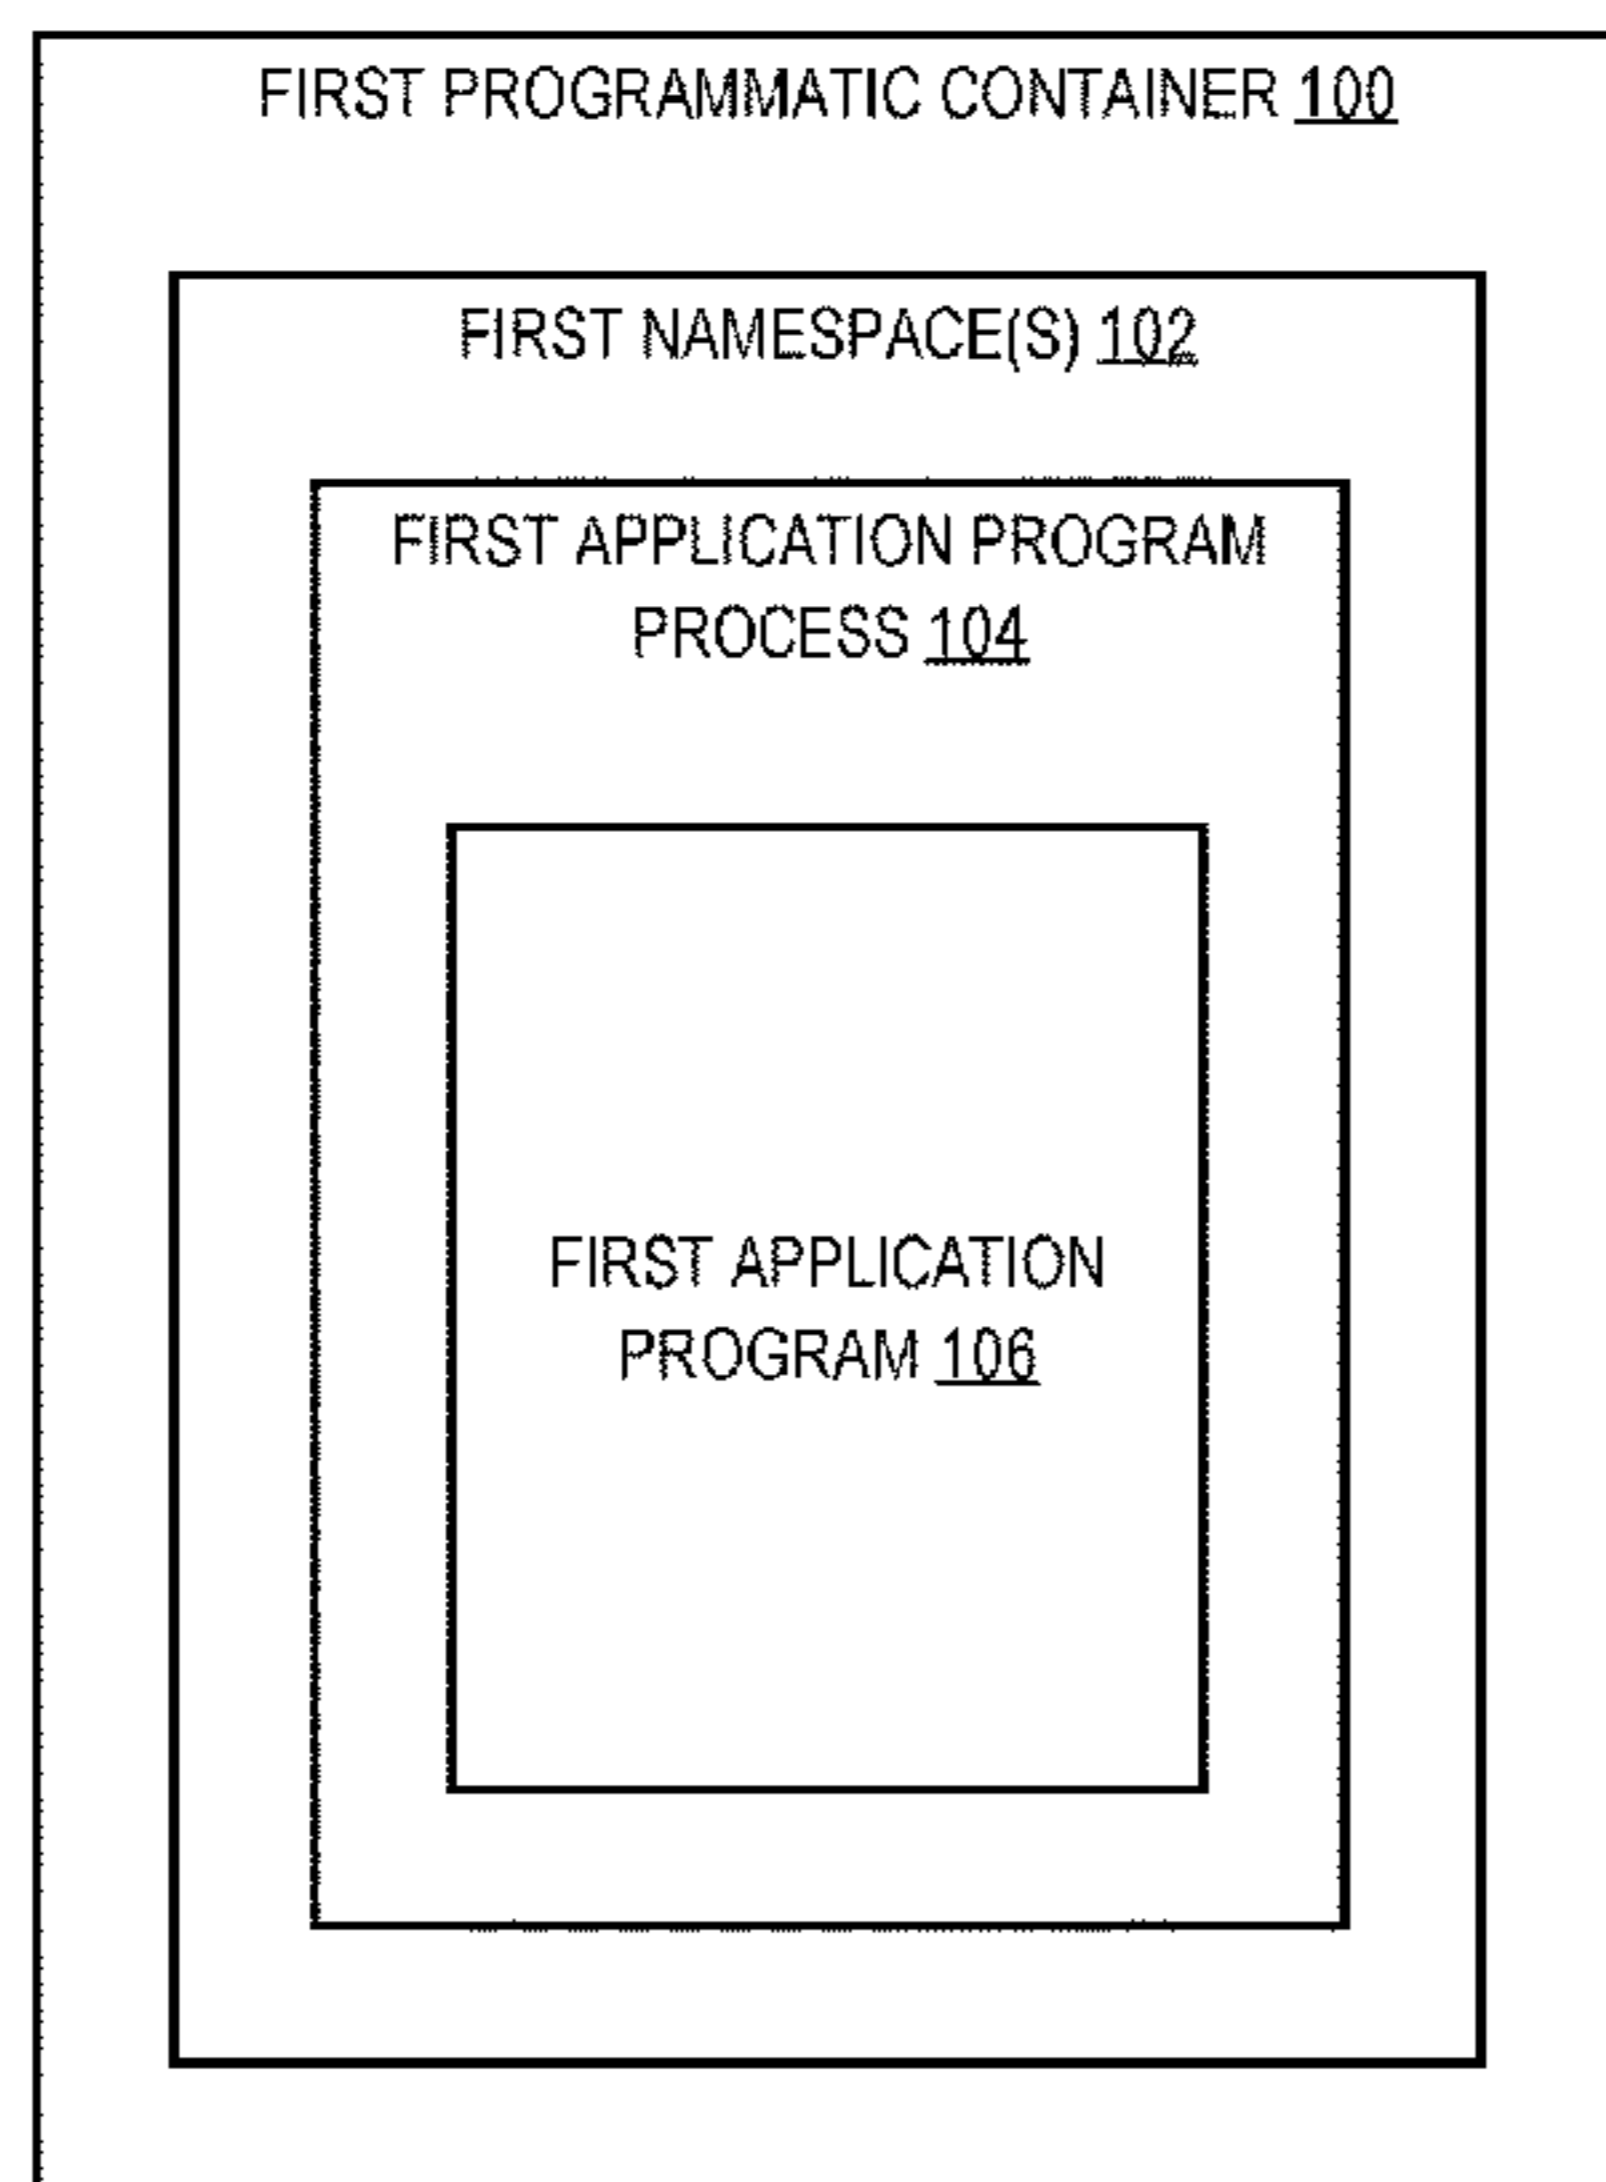 FIRST PROGRAMMATIC CONTAINER 100
FIRST NAMESPACE(S) 102
FIRST APPLICATION PROGRAM
PROCESS 104
FIRST APPLICATION
PROGRAM 106